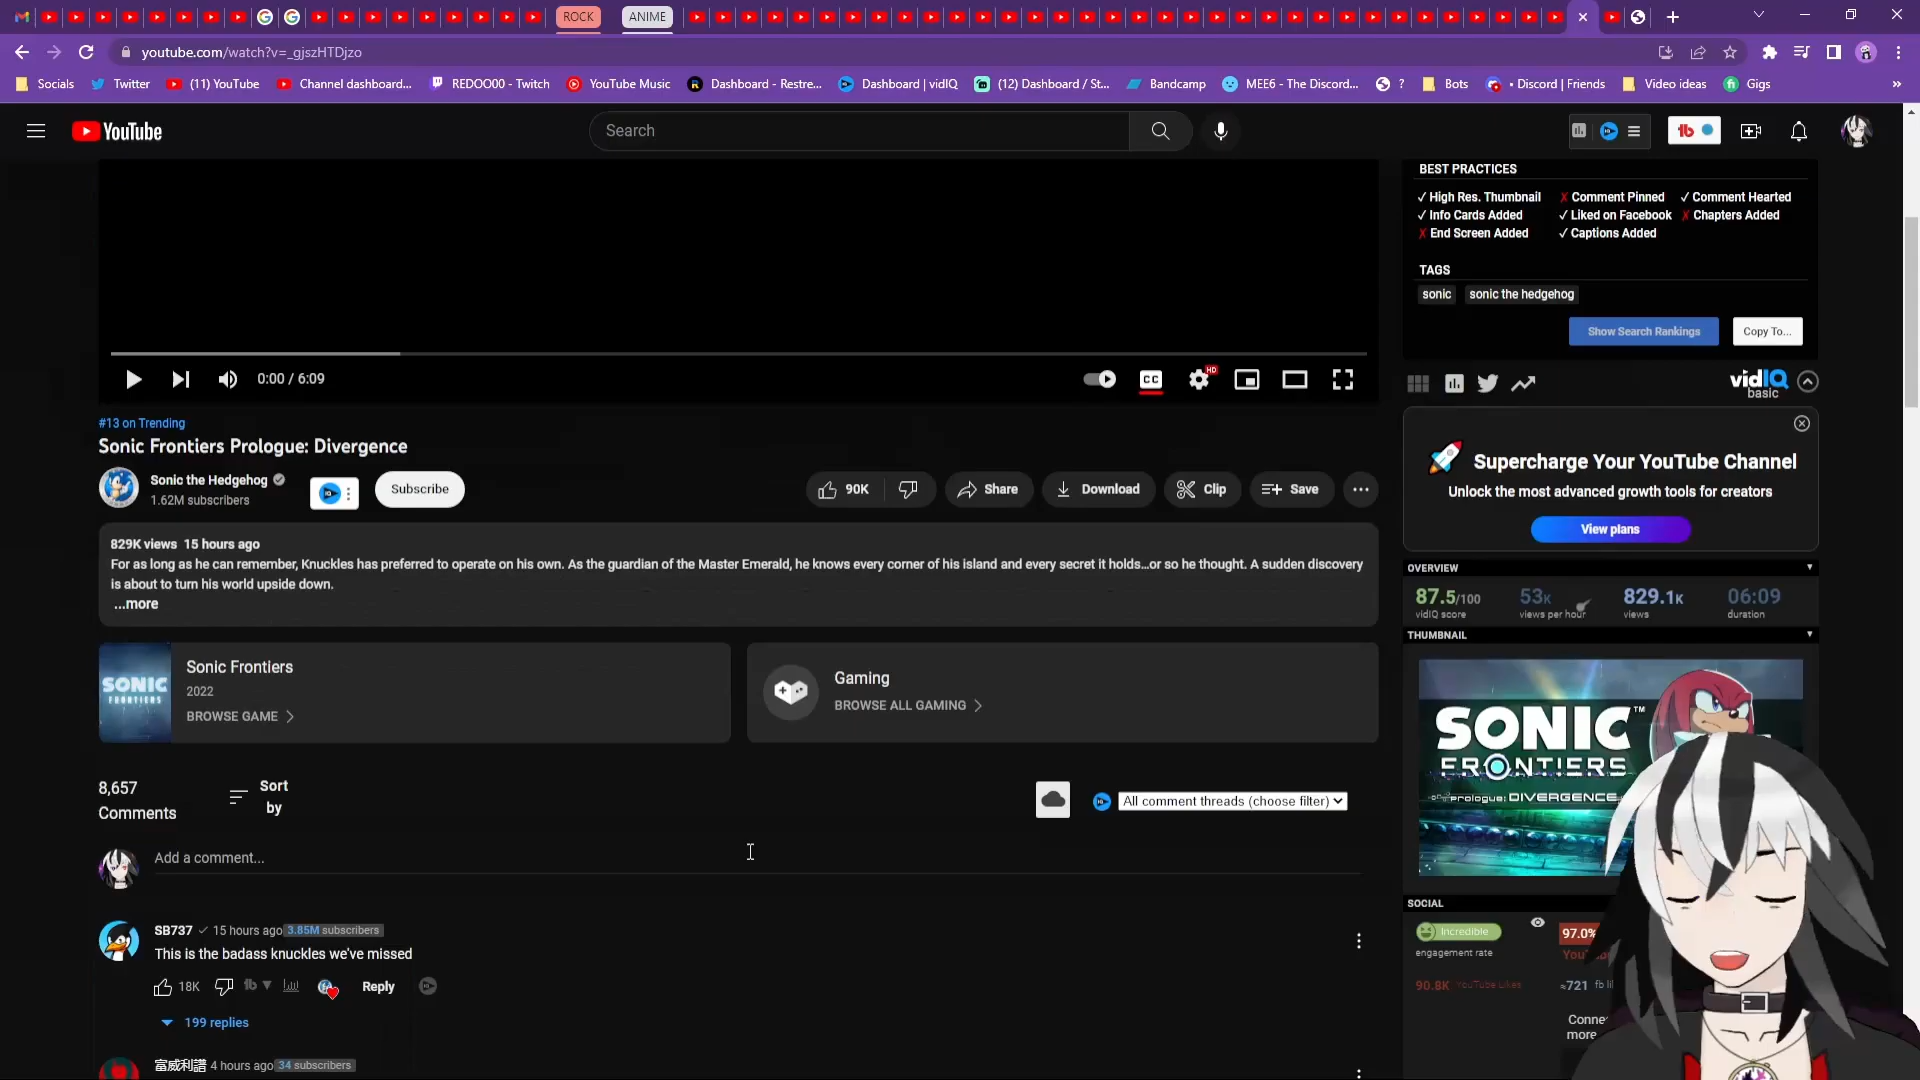 ROCK
ANIME
youtube.com/watch?v=_gjszHTDjzo
Socials
Twitter
(11) YouTube
Channel dashboard...
REDOO00 - Twitch
YouTube Music
Dashboard - Restre...
Dashboard | vidIQ
(12) Dashboard / St...
Bandcamp
MEE6 - The Discord...
?
Bots
• Discord | Friends
Video ideas
Gigs
»
YouTube
Search
BEST PRACTICES
✓ High Res. Thumbnail
✗ Comment Pinned
✓ Comment Hearted
✓ Info Cards Added
✓ Liked on Facebook
✗ Chapters Added
✗ End Screen Added
✓ Captions Added
TAGS
sonic
sonic the hedgehog
Show Search Rankings
Copy To...
0:00 / 6:09
CC
HD
vidIQ
basic
#13 on Trending
Sonic Frontiers Prologue: Divergence
Sonic the Hedgehog
1.62M subscribers
Subscribe
90K
Share
Download
Clip
Save
Supercharge Your YouTube Channel
Unlock the most advanced growth tools for creators
View plans
829K views 15 hours ago
For as long as he can remember, Knuckles has preferred to operate on his own. As the guardian of the Master Emerald, he knows every corner of his island and every secret it holds...or so he thought. A sudden discovery
is about to turn his world upside down.
...more
OVERVIEW
87.5/100
vidIQ score
53K
views per hour
829.1K
views
06:09
duration
THUMBNAIL
SONIC
FRONTIERS
Sonic Frontiers
2022
BROWSE GAME
Gaming
BROWSE ALL GAMING
SONIC™
FRONTIERS
prologue: DIVERGENCE
8,657
Comments
Sort
by
All comment threads (choose filter)
Add a comment...
SB737 ✓ 15 hours ago 3.85M subscribers
This is the badass knuckles we've missed
18K
Reply
199 replies
富威利譜 4 hours ago 34 subscribers
SOCIAL
Incredible
engagement rate
97.0%
90.8K YouTube Likes
≈721 fb li
Conne
more